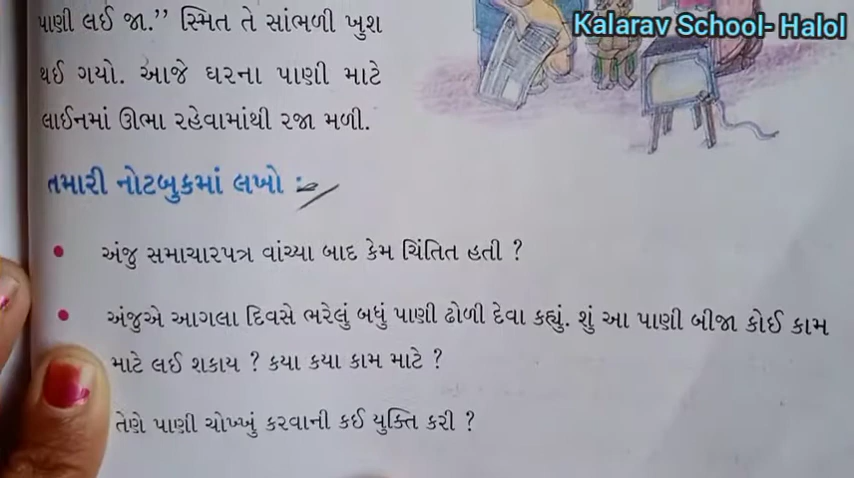 Kalarav School- Halol
પાણી લઈ જા.” સ્મિત તે સાંભળી ખુશ
થઈ ગયો. આજે ઘરના પાણી માટે
લાઈનમાં ઊભા રહેવામાંથી રજા મળી.
તમારી નોટબુકમાં લખો :
• અંજુ સમાચારપત્ર વાંચ્યા બાદ કેમ ચિંતિત હતી ?
• અંજુએ આગલા દિવસે ભરેલું બધું પાણી ઢોળી દેવા કહ્યું. શું આ પાણી બીજા કોઈ કામ
માટે લઈ શકાય ? કયા કયા કામ માટે ?
તેણે પાણી ચોખ્ખું કરવાની કઈ યુક્તિ કરી ?